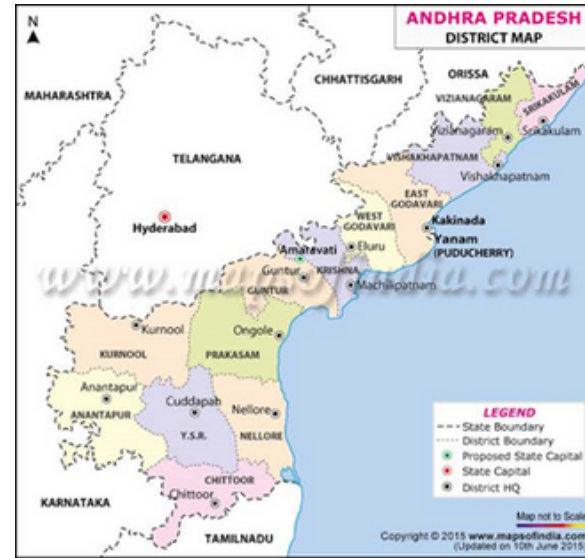 N
ANDHRA PRADESH
DISTRICT MAP
MAHARASHTRA
CHHATTISGARH
ORISSA
VIZIANAGARAM
SRIKAKULAM
Vizianagaram
Srikakulam
TELANGANA
VISHAKHAPATNAM
Vishakhapatnam
EAST
GODAVARI
Hyderabad
WEST
GODAVARI
Kakinada
Yanam
(PUDUCHERRY)
Amaravati
Eluru
Guntur
KRISHNA
Machilipatnam
GUNTUR
www.mapsofindia.com
Kurnool
Ongole
KURNOOL
PRAKASAM
Anantapur
Cuddapah
Nellore
ANANTAPUR
Y.S.R.
NELLORE
CHITTOOR
Chittoor
KARNATAKA
TAMILNADU
LEGEND
State Boundary
District Boundary
Proposed State Capital
State Capital
District HQ
Map not to Scale
Copyright © 2015 www.mapsofindia.com
(Updated on 10th June 2015)